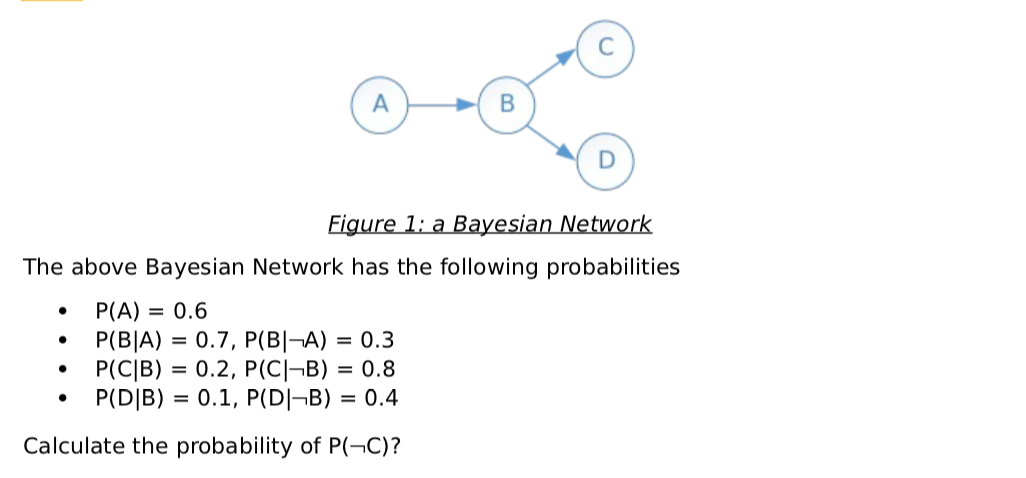 C
A
B
D
Figure 1: a Bayesian Network
The above Bayesian Network has the following probabilities
• P(A) = 0.6
• P(B|A) = 0.7, P(B|¬A) = 0.3
• P(C|B) = 0.2, P(C|¬B) = 0.8
• P(D|B) = 0.1, P(D|¬B) = 0.4
Calculate the probability of P(¬C)?